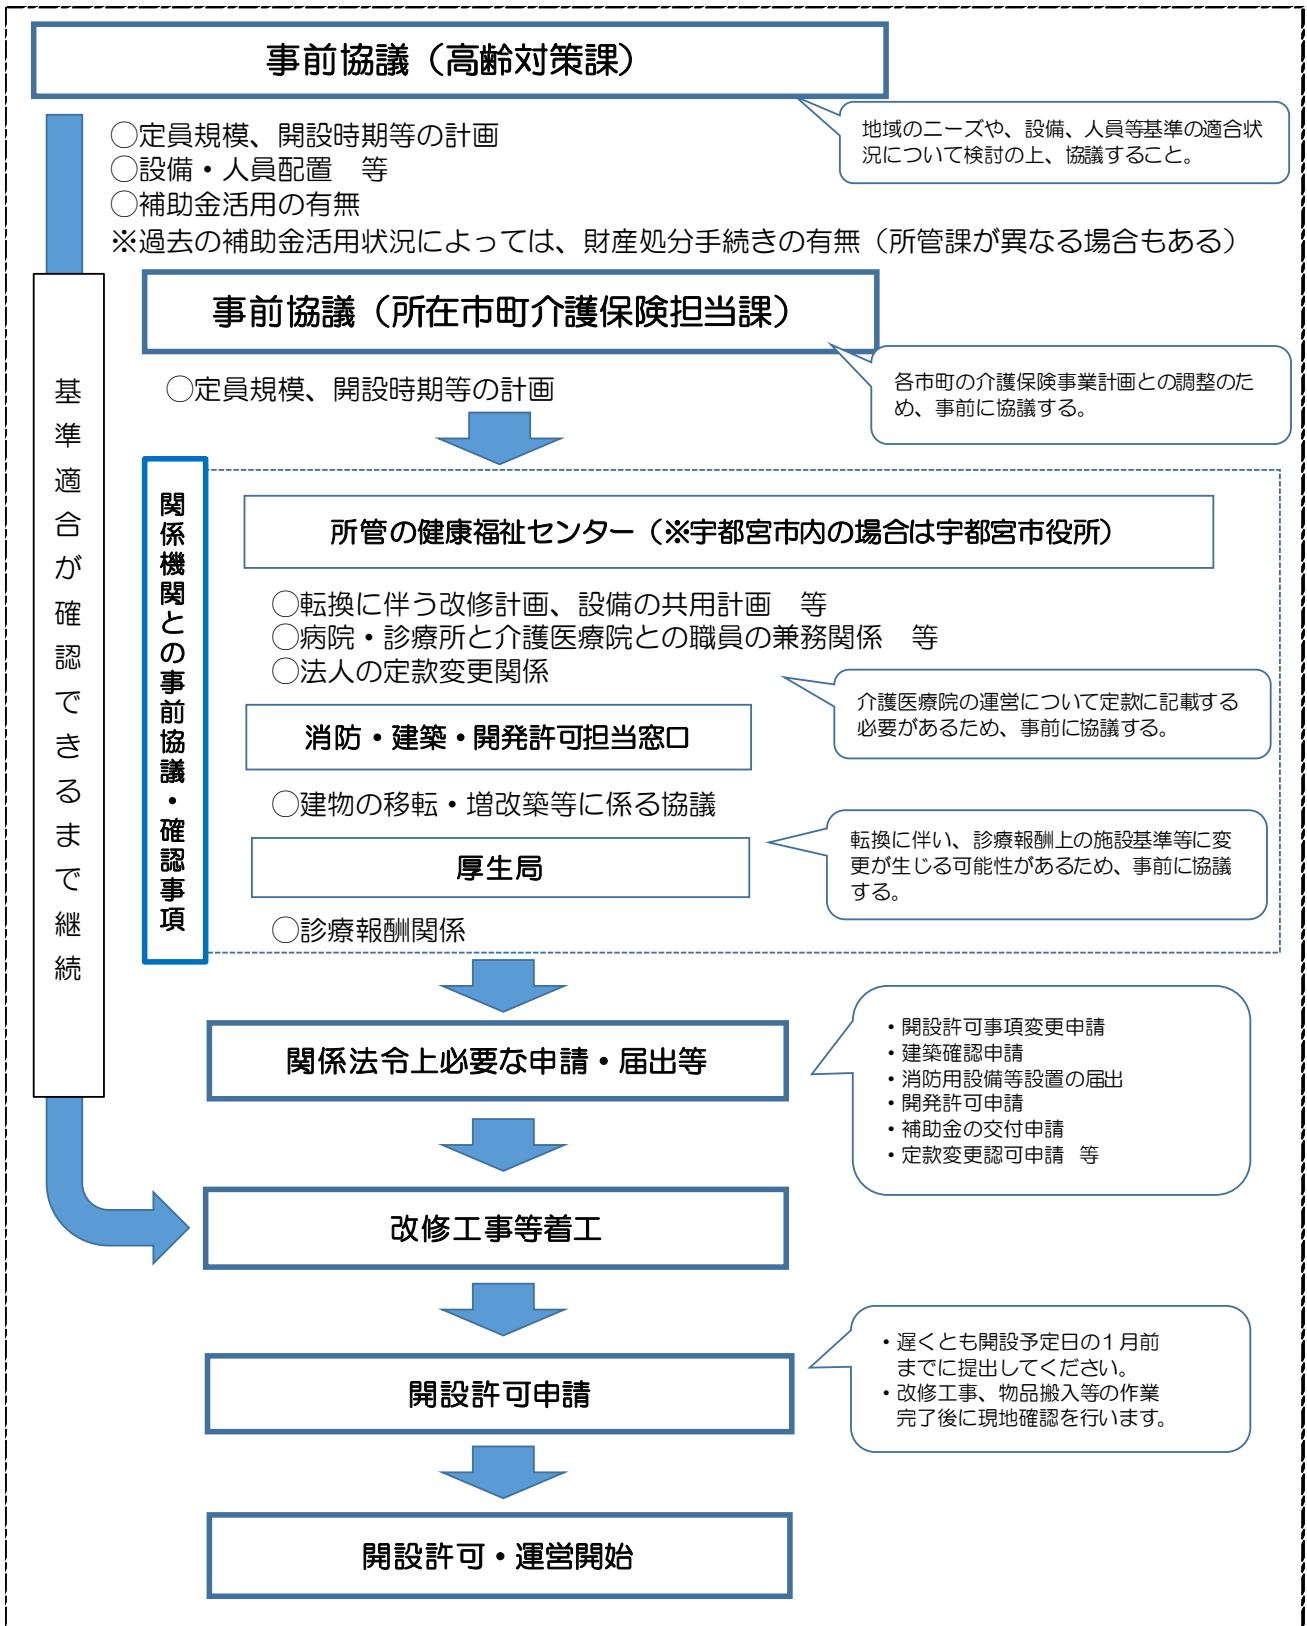 事前協議（高齢対策課）
地域のニーズや、設備、人員等基準の適合状
況について検討の上、協議すること。
○定員規模、開設時期等の計画
○設備・人員配置　等
○補助金活用の有無
※過去の補助金活用状況によっては、財産処分手続きの有無（所管課が異なる場合もある）
基準適合が確認できるまで継続
事前協議（所在市町介護保険担当課）
各市町の介護保険事業計画との調整のた
め、事前に協議する。
○定員規模、開設時期等の計画
関係機関との事前協議・確認事項
所管の健康福祉センター（※宇都宮市内の場合は宇都宮市役所）
○転換に伴う改修計画、設備の共用計画　等
○病院・診療所と介護医療院との職員の兼務関係　等
○法人の定款変更関係
介護医療院の運営について定款に記載する
必要があるため、事前に協議する。
消防・建築・開発許可担当窓口
○建物の移転・増改築等に係る協議
転換に伴い、診療報酬上の施設基準等に変
更が生じる可能性があるため、事前に協議
する。
厚生局
○診療報酬関係
関係法令上必要な申請・届出等
・開設許可事項変更申請
・建築確認申請
・消防用設備等設置の届出
・開発許可申請
・補助金の交付申請
・定款変更認可申請　等
改修工事等着工
開設許可申請
・遅くとも開設予定日の１月前
までに提出してください。
・改修工事、物品搬入等の作業
完了後に現地確認を行います。
開設許可・運営開始